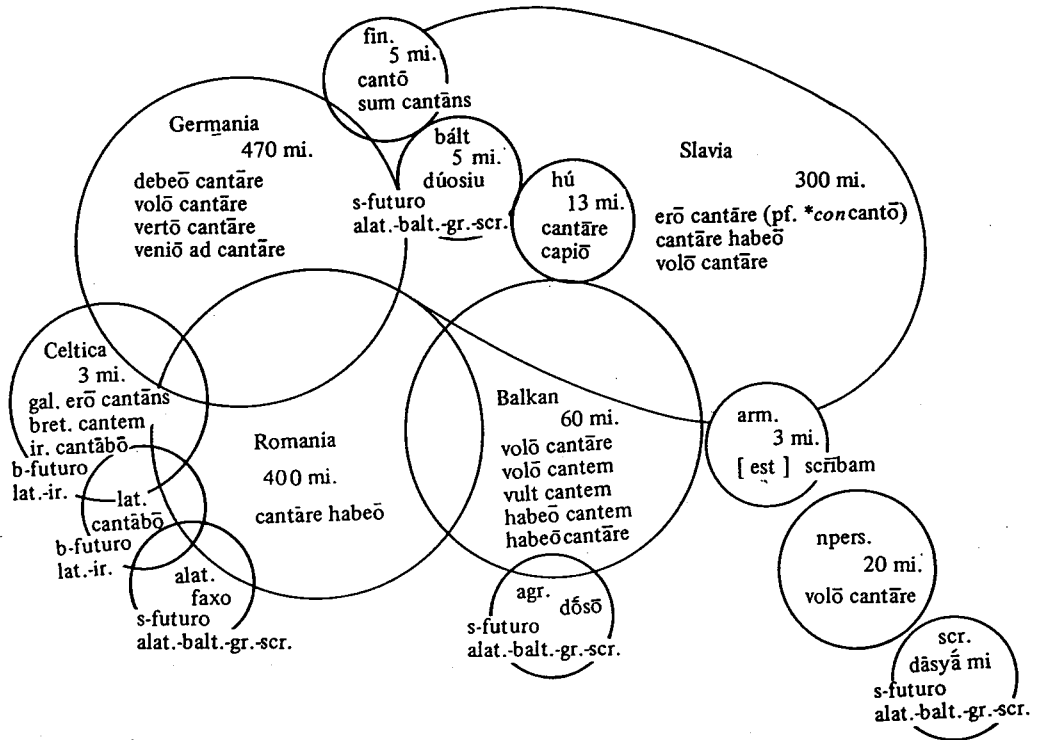 fin.
5 mi.
cantō
sum cantāns
Germania
470 mi.
debeō cantāre
volō cantāre
vertō cantāre
veniō ad cantāre
bált
5 mi.
dúosiu
s-futuro
alat.-balt.-gr.-scr.
hú
13 mi.
cantāre
capiō
Slavia
300 mi.
erō cantāre (pf. *concantō)
cantāre habeō
volō cantāre
Celtica
3 mi.
gal. erō cantāns
bret. cantem
ir. cantābō
b-futuro
lat.-ir.
lat.
cantābō
b-futuro
lat.-ir.
alat.
faxo
s-futuro
alat.-balt.-gr.-scr.
Romania
400 mi.
cantāre habeō
Balkan
60 mi.
volō cantāre
volō cantem
vult cantem
habeō cantem
habeō cantāre
agr.
dṓsō
s-futuro
alat.-balt.-gr.-scr.
arm.
3 mi.
[ est ] scrībam
npers.
20 mi.
volō cantāre
scr.
dāsyā́ mi
s-futuro
alat.-balt.-gr.-scr.